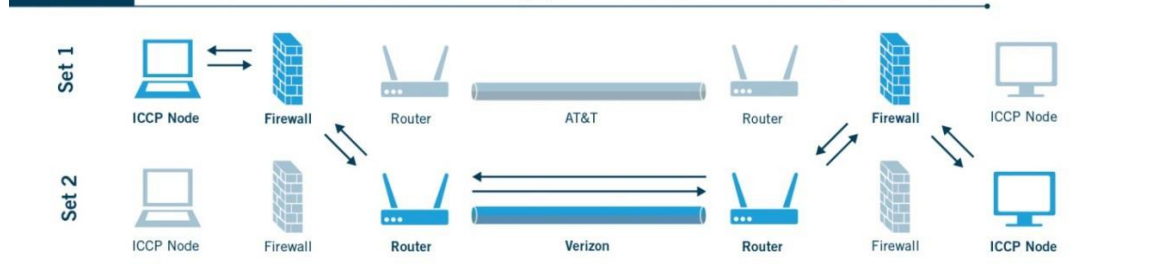 Set 1
ICCP Node
Firewall
Router
AT&T
Router
Firewall
ICCP Node
Set 2
ICCP Node
Firewall
Router
Verizon
Router
Firewall
ICCP Node